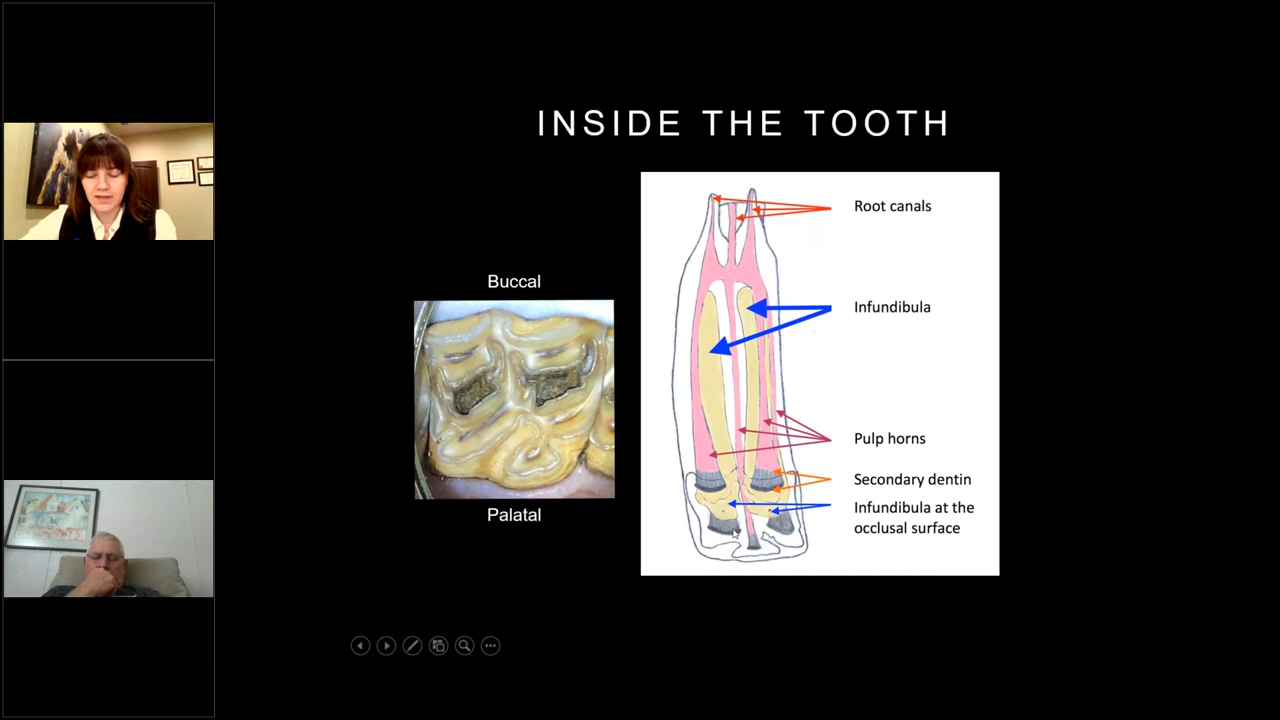 INSIDE THE TOOTH
Buccal
Palatal
Root canals
Infundibula
Pulp horns
Secondary dentin
Infundibula at the
occlusal surface